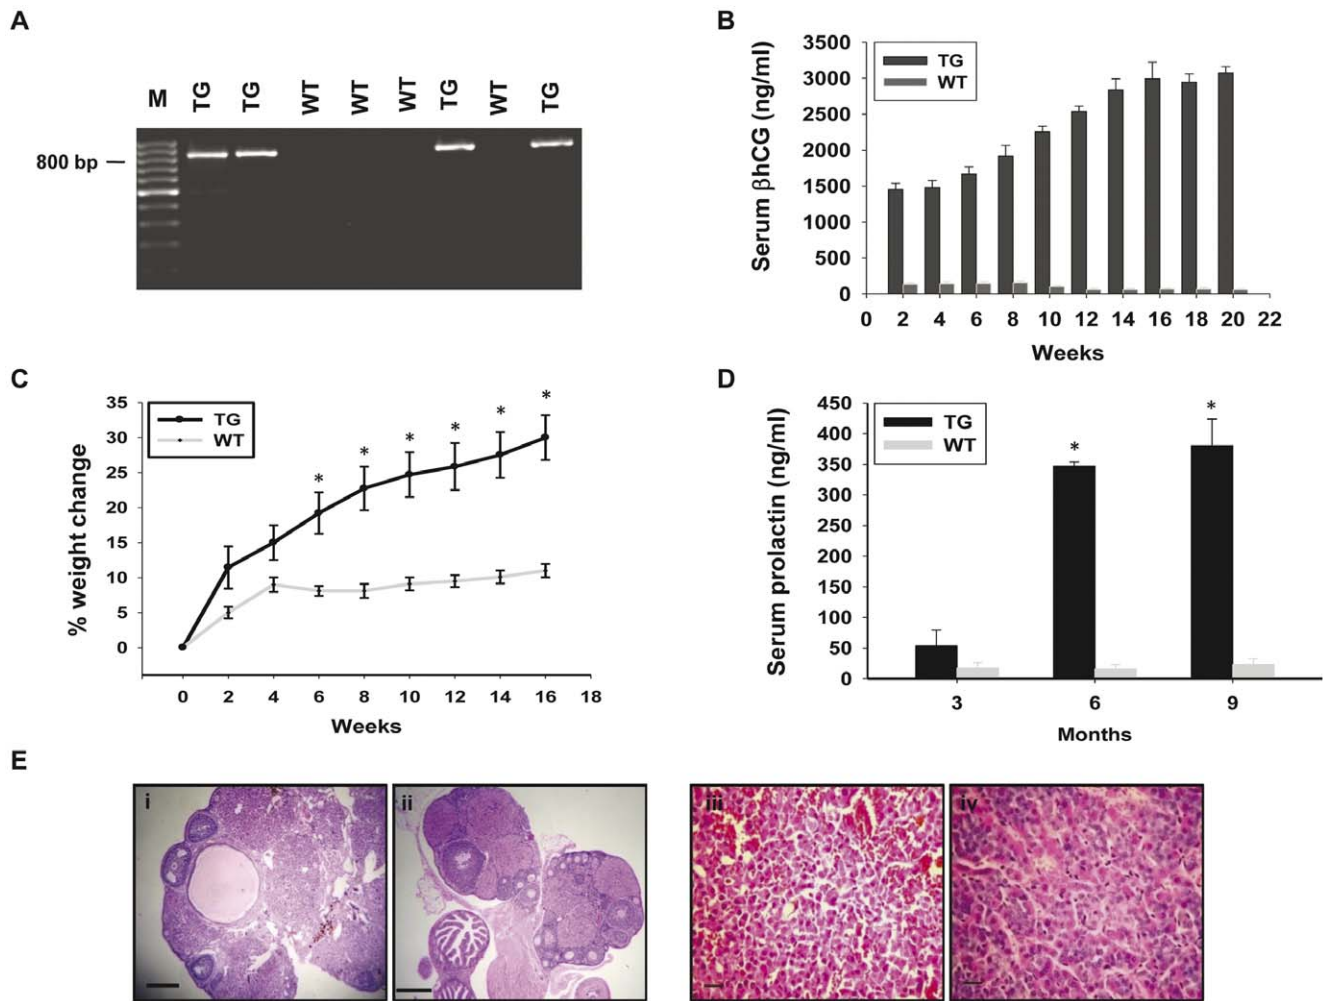 A
M TG TG WT WT WT TG WT TG
800 bp
B
Serum βhCG (ng/ml)
3500
3000
2500
2000
1500
1000
500
0
TG
WT
0 2 4 6 8 10 12 14 16 18 20 22
Weeks
C
% weight change
35
30
25
20
15
10
5
0
TG
WT
* * * * * *
0 2 4 6 8 10 12 14 16 18
Weeks
D
Serum prolactin (ng/ml)
450
400
350
300
250
200
150
100
50
0
TG
WT
* *
3 6 9
Months
E
i ii iii iv